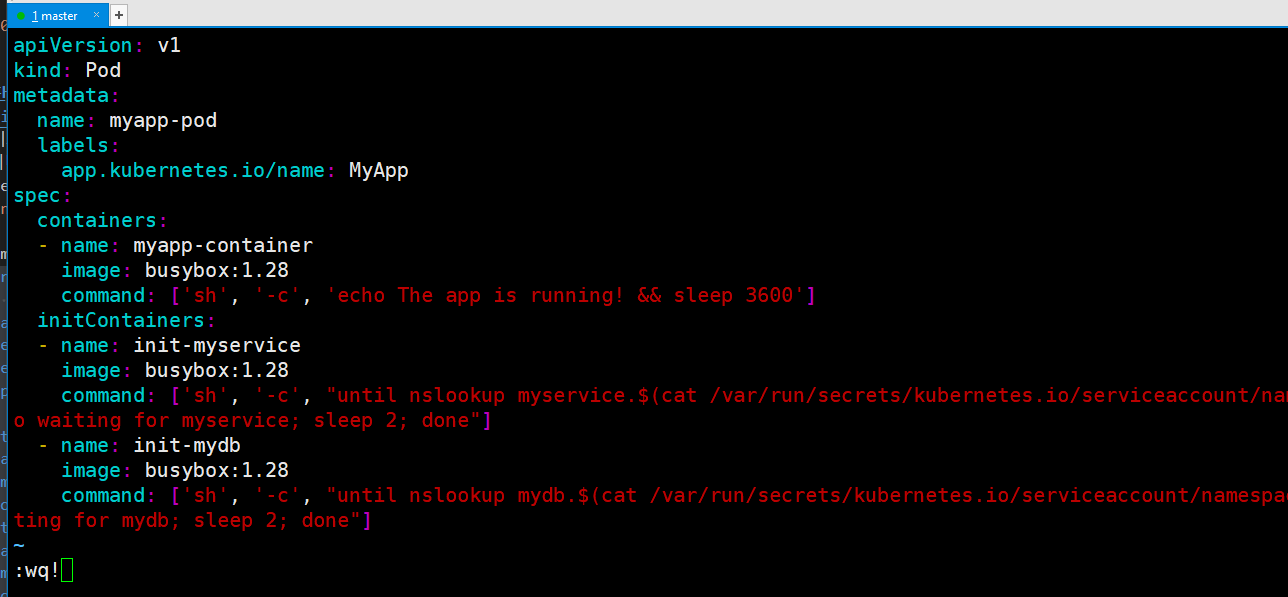 1 master × +
apiVersion: v1
kind: Pod
metadata:
  name: myapp-pod
  labels:
    app.kubernetes.io/name: MyApp
spec:
  containers:
  - name: myapp-container
    image: busybox:1.28
    command: ['sh', '-c', 'echo The app is running! && sleep 3600']
  initContainers:
  - name: init-myservice
    image: busybox:1.28
    command: ['sh', '-c', "until nslookup myservice.$(cat /var/run/secrets/kubernetes.io/serviceaccount/na
o waiting for myservice; sleep 2; done"]
  - name: init-mydb
    image: busybox:1.28
    command: ['sh', '-c', "until nslookup mydb.$(cat /var/run/secrets/kubernetes.io/serviceaccount/namespa
ting for mydb; sleep 2; done"]
~
:wq!